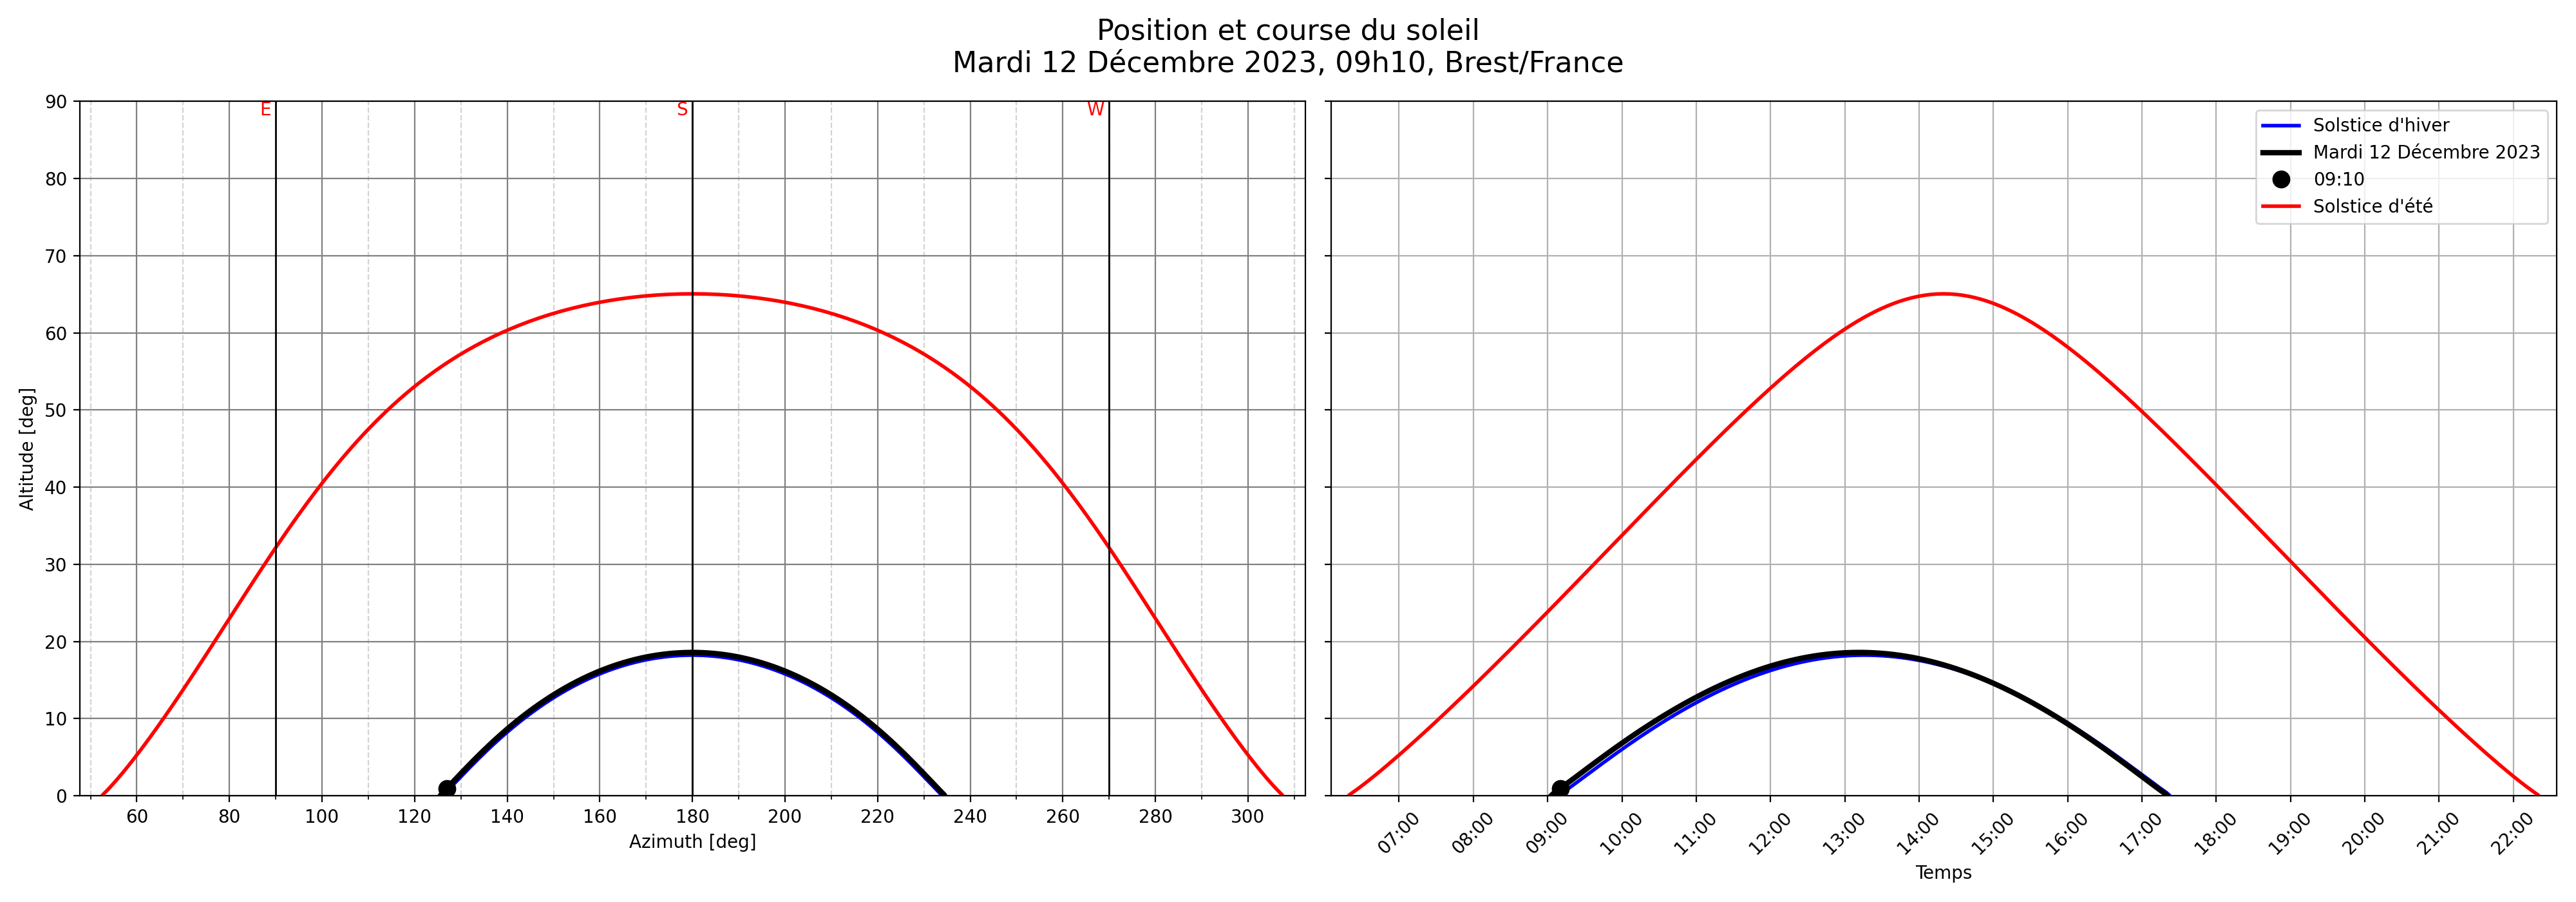 Position et course du soleil
Mardi 12 Décembre 2023, 09h10, Brest/France
E
S
W
90
80
70
60
50
40
30
20
10
0
Altitude [deg]
60 80 100 120 140 160 180 200 220 240 260 280 300
Azimuth [deg]
Solstice d'hiver
Mardi 12 Décembre 2023
09:10
Solstice d'été
07:00 08:00 09:00 10:00 11:00 12:00 13:00 14:00 15:00 16:00 17:00 18:00 19:00 20:00 21:00 22:00
Temps